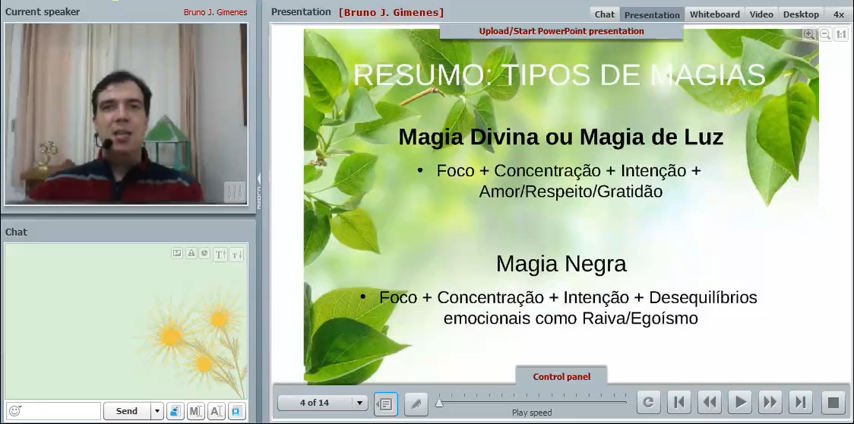 Current speaker
Bruno J. Gimenes
Presentation [Bruno J. Gimenes]
Chat Presentation Whiteboard Video Desktop 4x
Upload/Start PowerPoint presentation
1:1
RESUMO: TIPOS DE MAGIAS
Magia Divina ou Magia de Luz
• Foco + Concentração + Intenção +
Amor/Respeito/Gratidão
Magia Negra
• Foco + Concentração + Intenção + Desequilíbrios
emocionais como Raiva/Egoísmo
Chat
Send
Control panel
4 of 14
Play speed